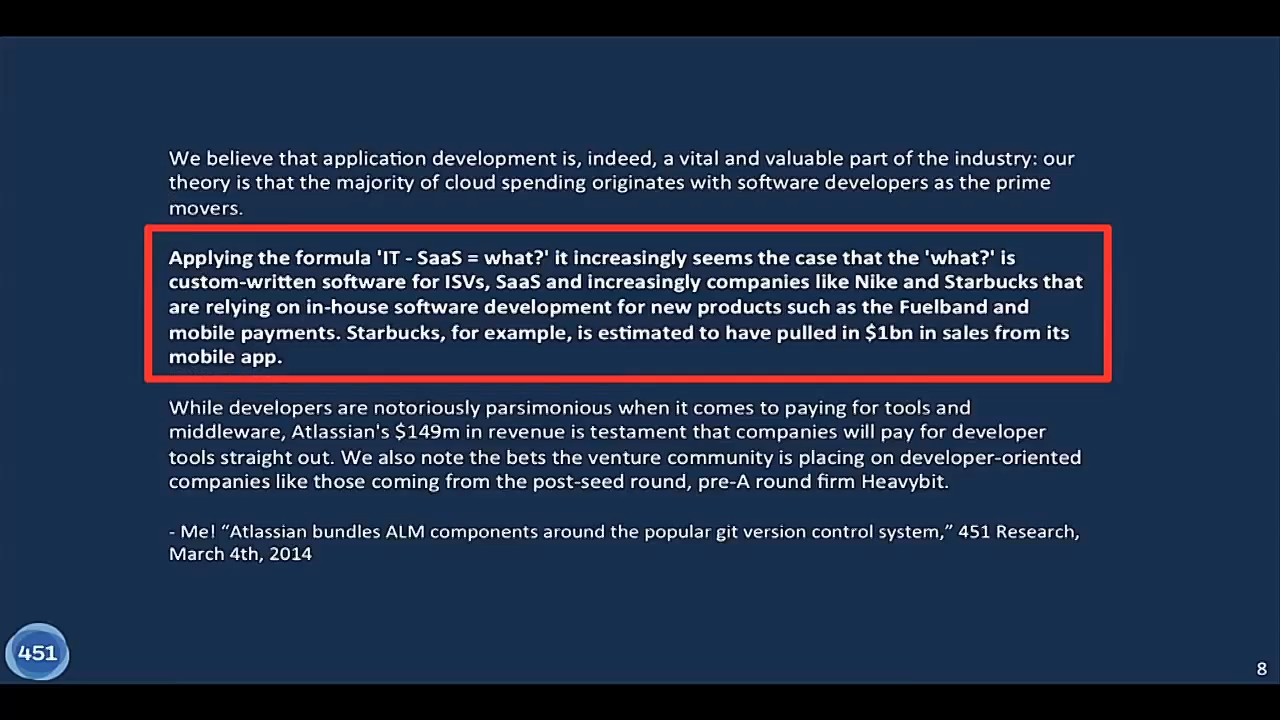 We believe that application development is, indeed, a vital and valuable part of the industry: our
theory is that the majority of cloud spending originates with software developers as the prime
movers.
Applying the formula 'IT - SaaS = what?' it increasingly seems the case that the 'what?' is
custom-written software for ISVs, SaaS and increasingly companies like Nike and Starbucks that
are relying on in-house software development for new products such as the Fuelband and
mobile payments. Starbucks, for example, is estimated to have pulled in $1bn in sales from its
mobile app.
While developers are notoriously parsimonious when it comes to paying for tools and
middleware, Atlassian's $149m in revenue is testament that companies will pay for developer
tools straight out. We also note the bets the venture community is placing on developer-oriented
companies like those coming from the post-seed round, pre-A round firm Heavybit.
- Me! “Atlassian bundles ALM components around the popular git version control system,” 451 Research,
March 4th, 2014
451
8